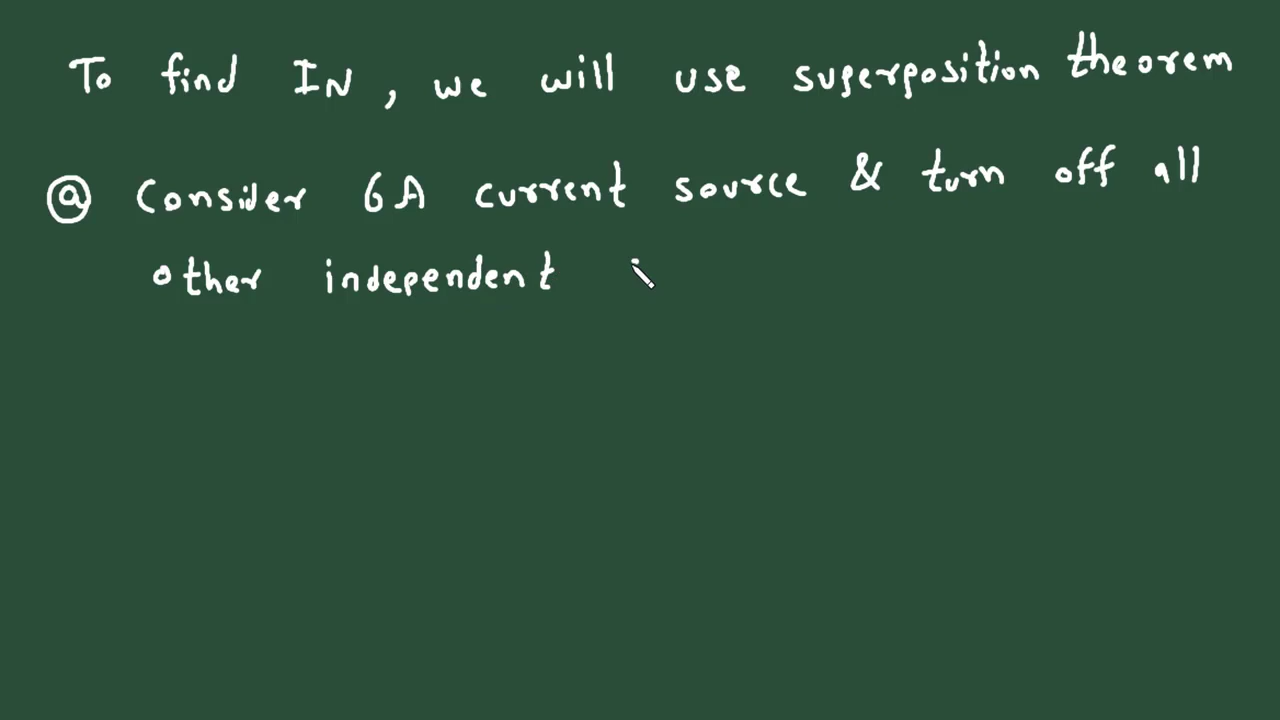 To find IN, we will use superposition theorem
ⓐ Consider 6A current source & turn off all
other independent